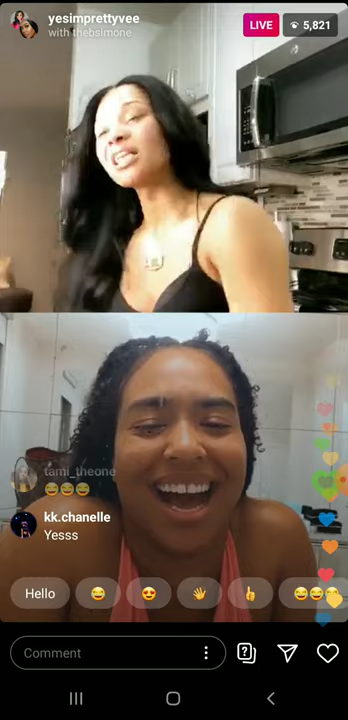 yesimprettyvee
with thebsimone
LIVE
5,821
tami_theone
😂😂😂
kk.chanelle
Yesss
Hello 😂 😍 👋 👍 😂😂😂
Comment